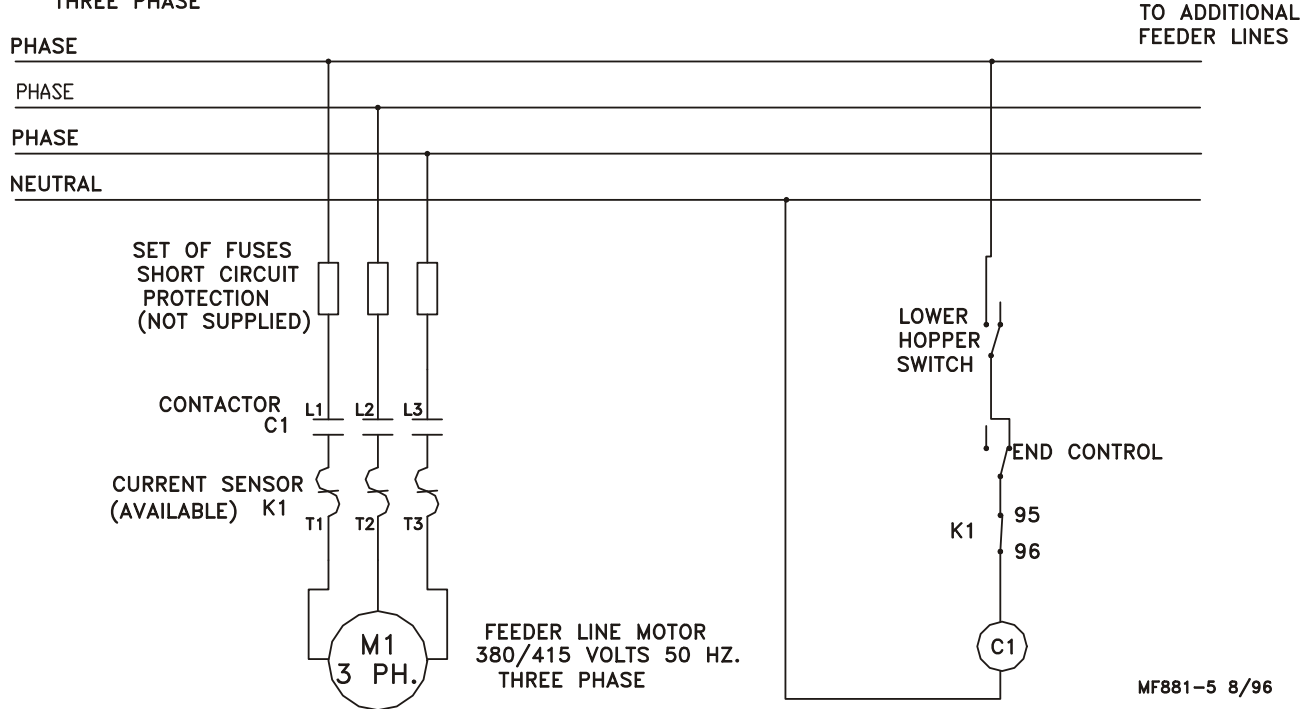 THREE PHASE
TO ADDITIONAL
FEEDER LINES
PHASE
PHASE
PHASE
NEUTRAL
SET OF FUSES
SHORT CIRCUIT
PROTECTION
(NOT SUPPLIED)
LOWER
HOPPER
SWITCH
CONTACTOR
C1
L1
L2
L3
END CONTROL
CURRENT SENSOR
(AVAILABLE) K1
T1
T2
T3
K1
95
96
M1
3 PH.
FEEDER LINE MOTOR
380/415 VOLTS 50 HZ.
THREE PHASE
C1
MF881-5 8/96